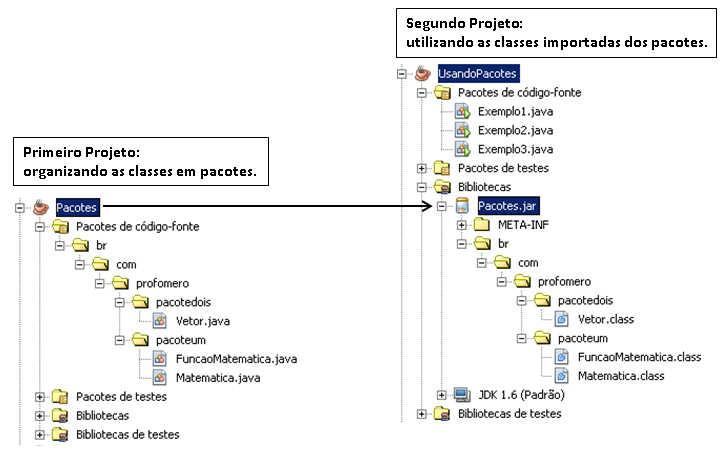 Primeiro Projeto:
organizando as classes em pacotes.
Pacotes
Pacotes de código-fonte
br
com
profomero
pacotedois
Vetor.java
pacoteum
FuncaoMatematica.java
Matematica.java
Pacotes de testes
Bibliotecas
Bibliotecas de testes
Segundo Projeto:
utilizando as classes importadas dos pacotes.
UsandoPacotes
Pacotes de código-fonte
Exemplo1.java
Exemplo2.java
Exemplo3.java
Pacotes de testes
Bibliotecas
Pacotes.jar
META-INF
br
com
profomero
pacotedois
Vetor.class
pacoteum
FuncaoMatematica.class
Matematica.class
JDK 1.6 (Padrão)
Bibliotecas de testes